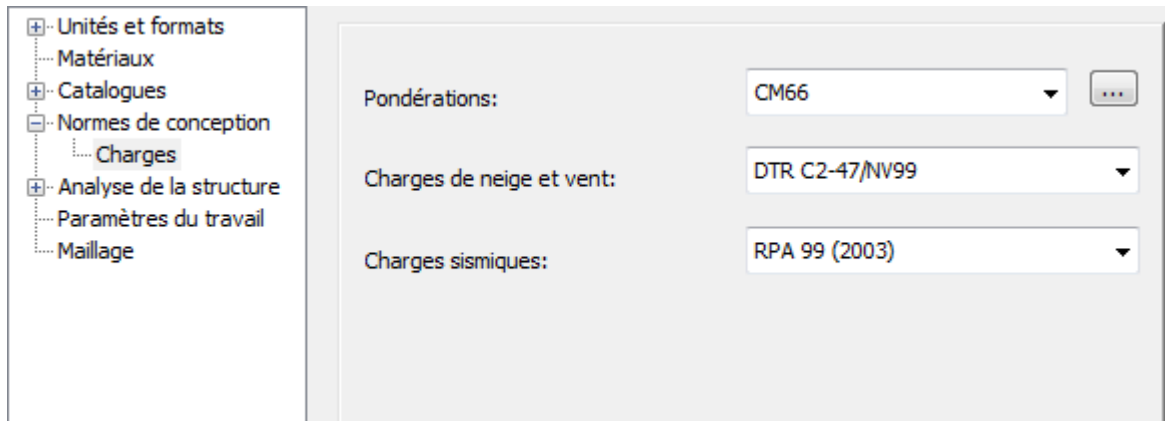 Unités et formats
Matériaux
Catalogues
Normes de conception
Charges
Analyse de la structure
Paramètres du travail
Maillage
Pondérations: CM66 ...
Charges de neige et vent: DTR C2-47/NV99
Charges sismiques: RPA 99 (2003)